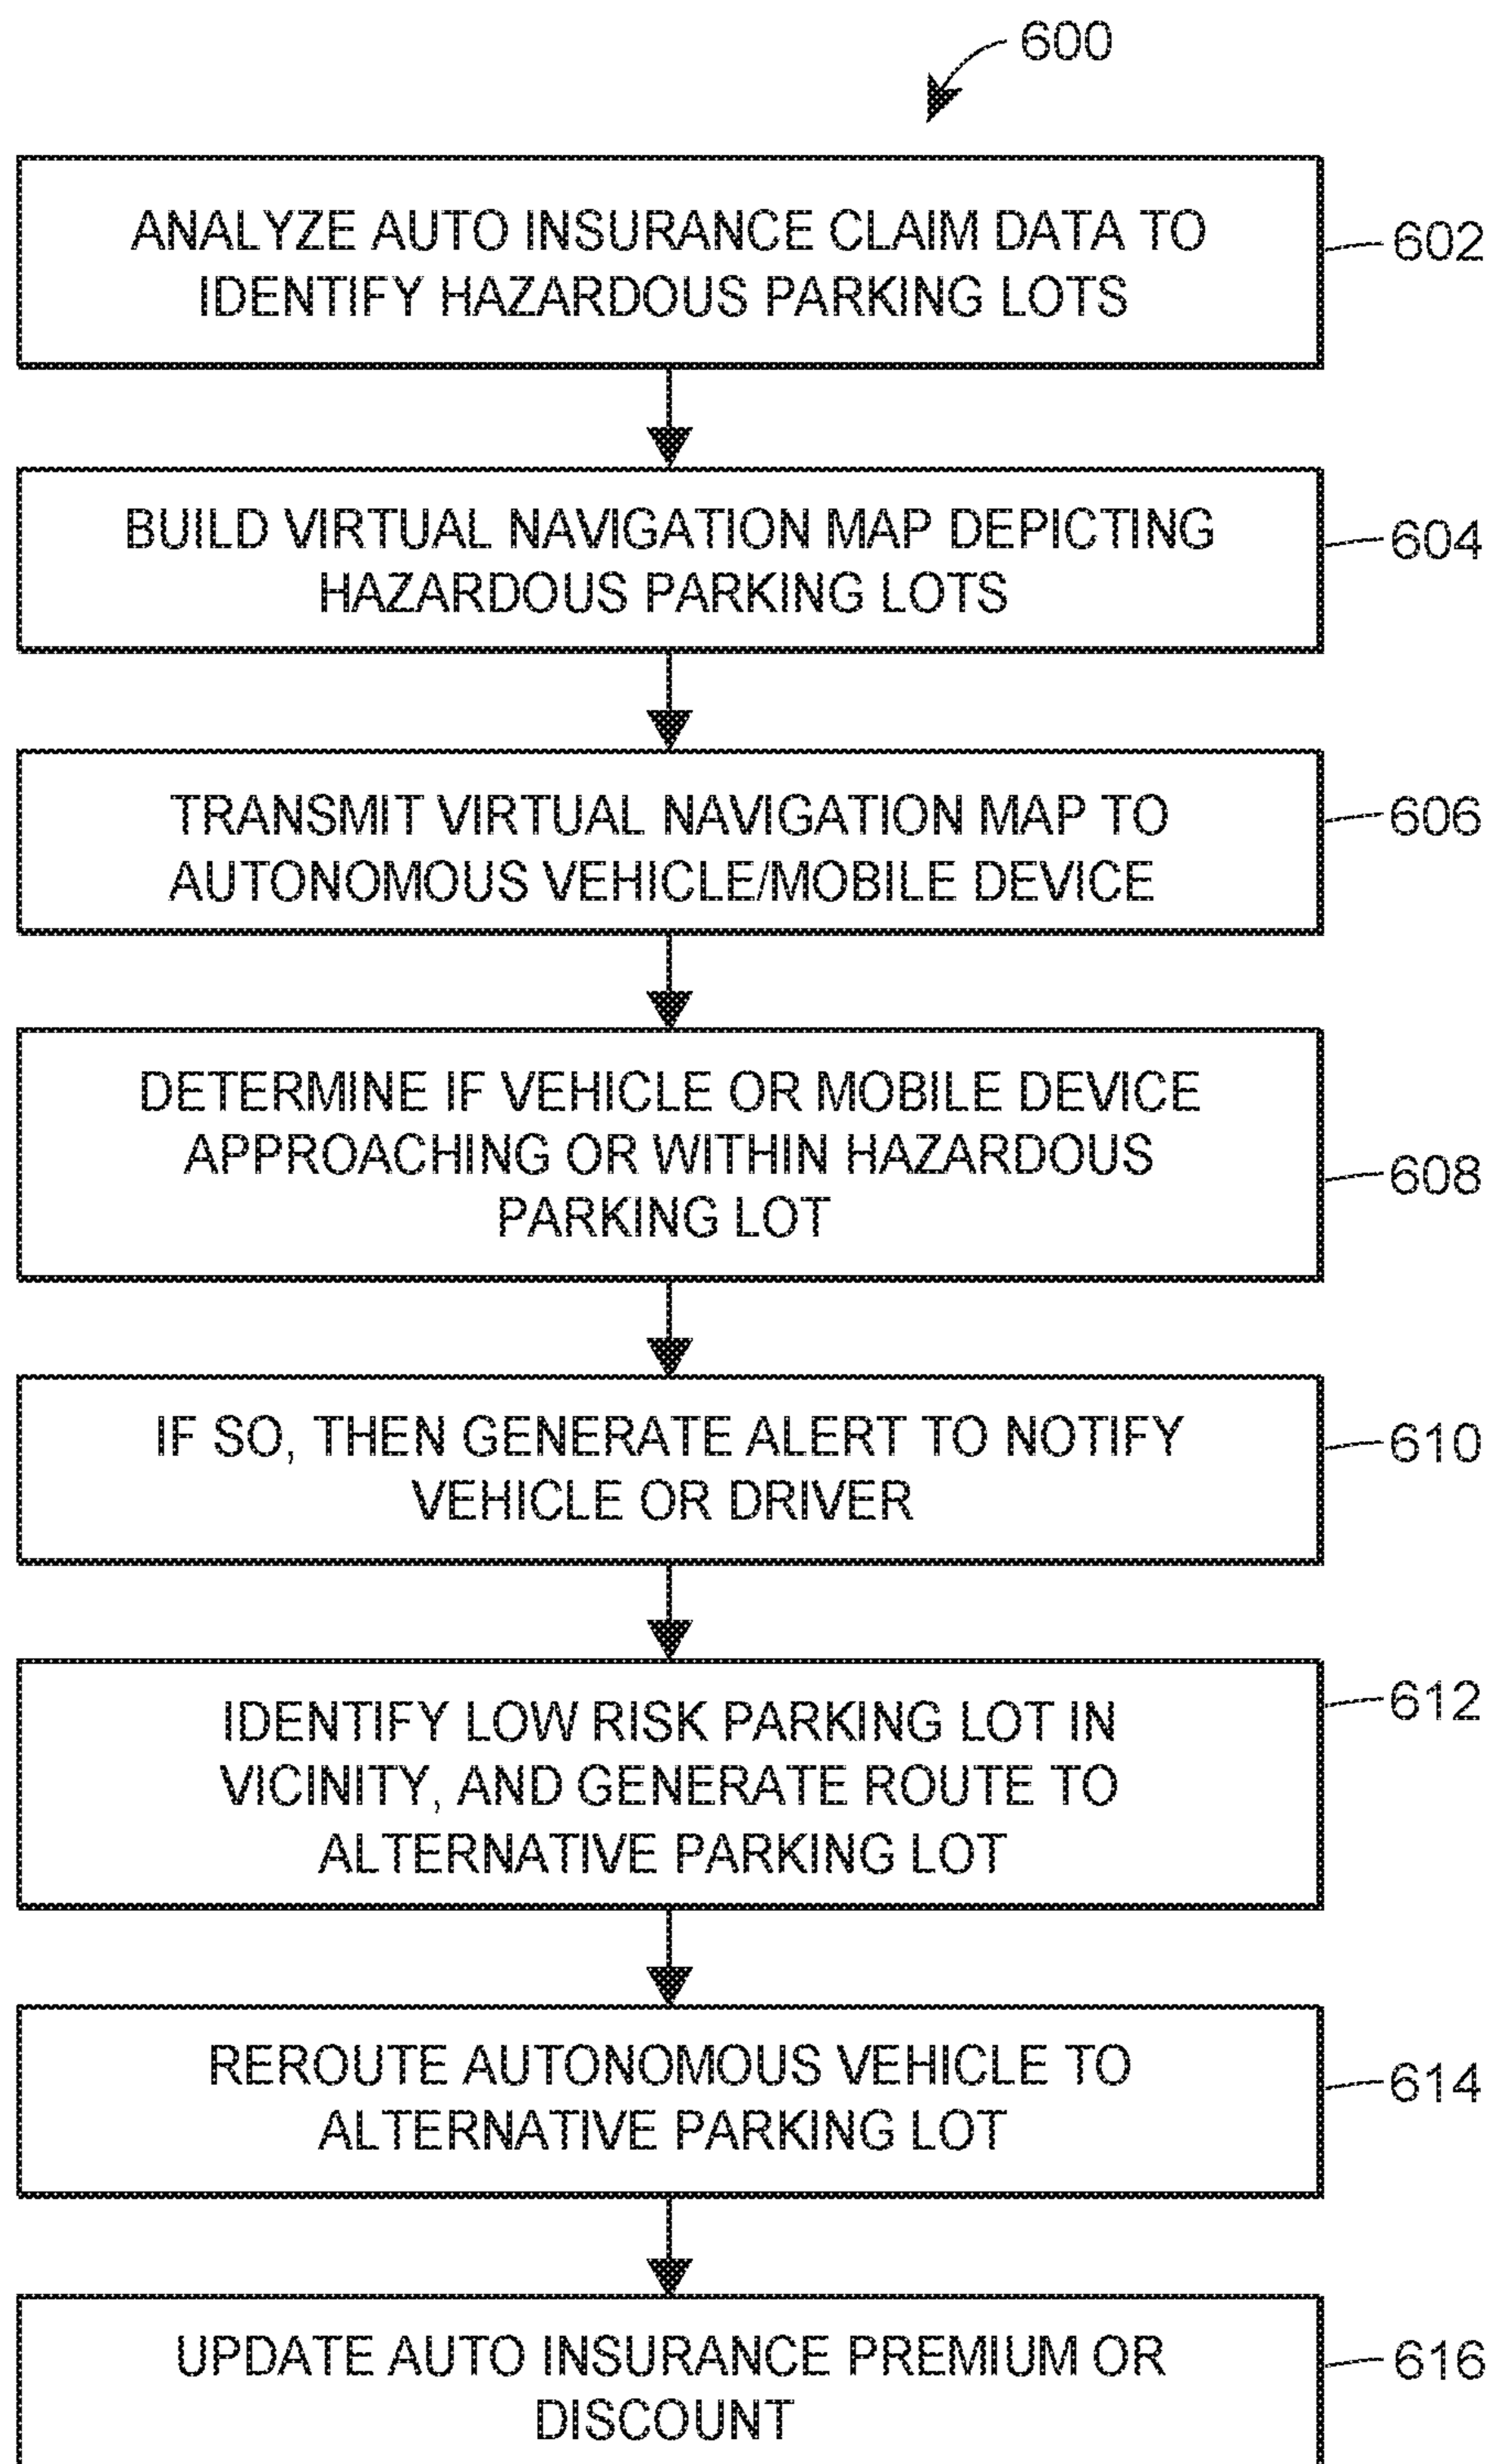 600
ANALYZE AUTO INSURANCE CLAIM DATA TO
IDENTIFY HAZARDOUS PARKING LOTS
602
BUILD VIRTUAL NAVIGATION MAP DEPICTING
HAZARDOUS PARKING LOTS
604
TRANSMIT VIRTUAL NAVIGATION MAP TO
AUTONOMOUS VEHICLE/MOBILE DEVICE
606
DETERMINE IF VEHICLE OR MOBILE DEVICE
APPROACHING OR WITHIN HAZARDOUS
PARKING LOT
608
IF SO, THEN GENERATE ALERT TO NOTIFY
VEHICLE OR DRIVER
610
IDENTIFY LOW RISK PARKING LOT IN
VICINITY, AND GENERATE ROUTE TO
ALTERNATIVE PARKING LOT
612
REROUTE AUTONOMOUS VEHICLE TO
ALTERNATIVE PARKING LOT
614
UPDATE AUTO INSURANCE PREMIUM OR
DISCOUNT
616